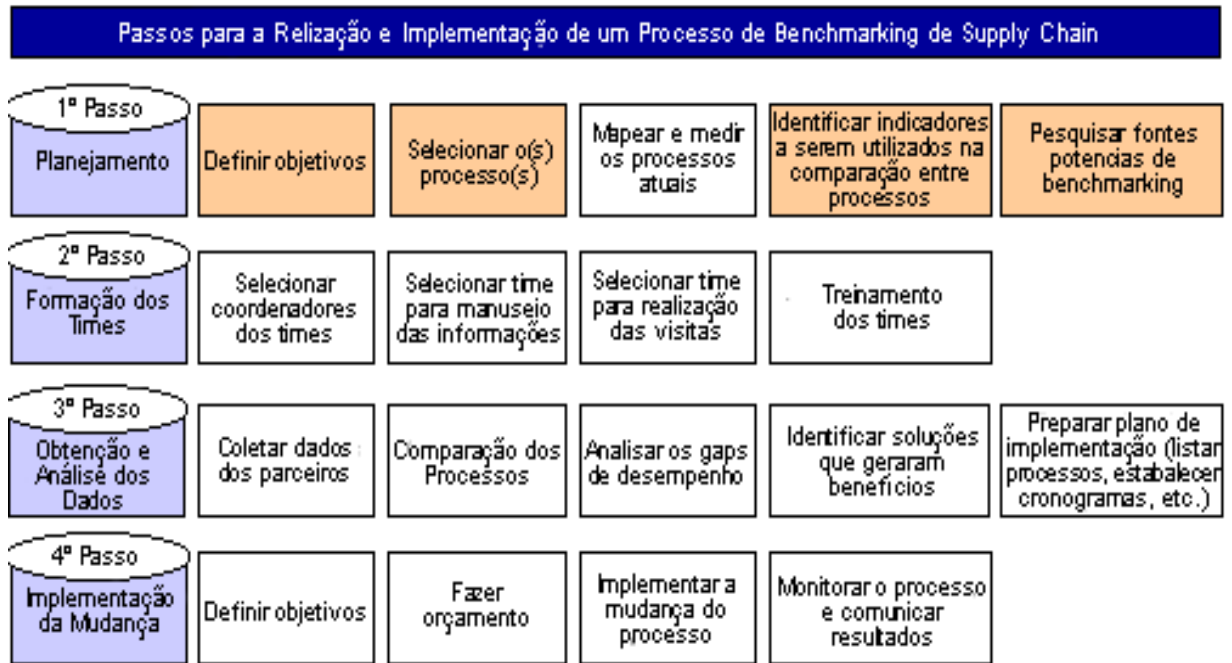 Passos para a Relização e Implementação de um Processo de Benchmarking de Supply Chain
1º Passo
Planejamento
Definir objetivos
Selecionar o(s)
processo(s)
Mapear e medir
os processos
atuais
Identificar indicadores
a serem utilizados na
comparação entre
processos
Pesquisar fontes
potencias de
benchmarking
2º Passo
Formação dos
Times
Selecionar
coordenadores
dos times
Selecionar time
para manuseio
das informações
Selecionar time
para realização
das visitas
Treinamento
dos times
3º Passo
Obtenção e
Análise dos
Dados
Coletar dados
dos parceiros
Comparação dos
Processos
Analisar os gaps
de desempenho
Identificar soluções
que geraram
benefícios
Preparar plano de
implementação (listar
processos, estabalecer
cronogramas, etc.)
4º Passo
Implementação
da Mudança
Definir objetivos
Fazer
orçamento
Implementar a
mudança do
processo
Monitorar o processo
e comunicar
resultados